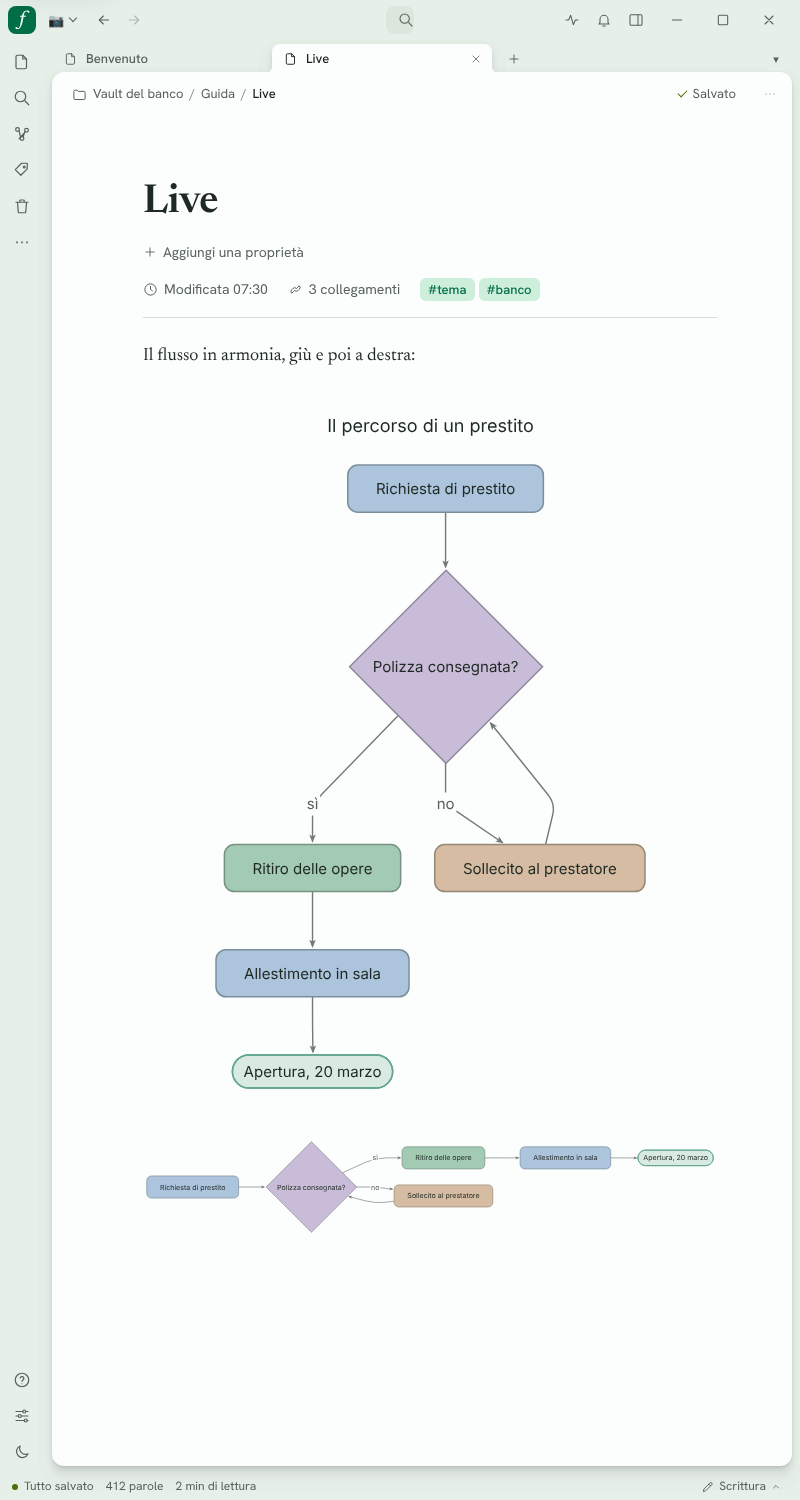 f
Benvenuto
Live
Vault del banco / Guida / Live
Salvato
Live
Aggiungi una proprietà
Modificata 07:30
3 collegamenti
#tema
#banco
Il flusso in armonia, giù e poi a destra:
Il percorso di un prestito
Richiesta di prestito
Polizza consegnata?
sì
no
Ritiro delle opere
Sollecito al prestatore
Allestimento in sala
Apertura, 20 marzo
Richiesta di prestito
Polizza consegnata?
sì
no
Ritiro delle opere
Sollecito al prestatore
Allestimento in sala
Apertura, 20 marzo
Tutto salvato
412 parole
2 min di lettura
Scrittura